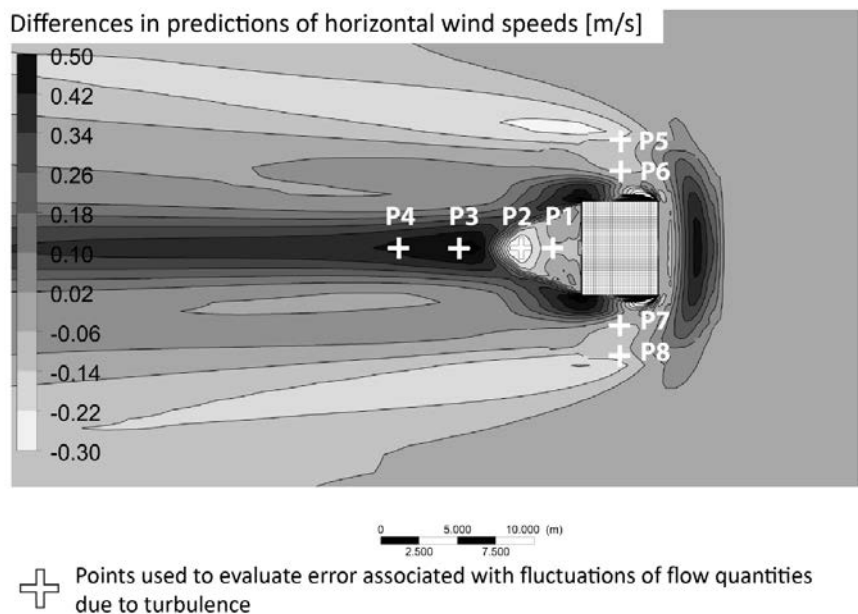 Differences in predictions of horizontal wind speeds [m/s]
0.50
0.42
0.34
0.26
0.18
0.10
0.02
-0.06
-0.14
-0.22
-0.30
P5
P6
P4 P3 P2 P1
P7
P8
0 5.000 10.000 (m)
2.500 7.500
Points used to evaluate error associated with fluctuations of flow quantities
due to turbulence